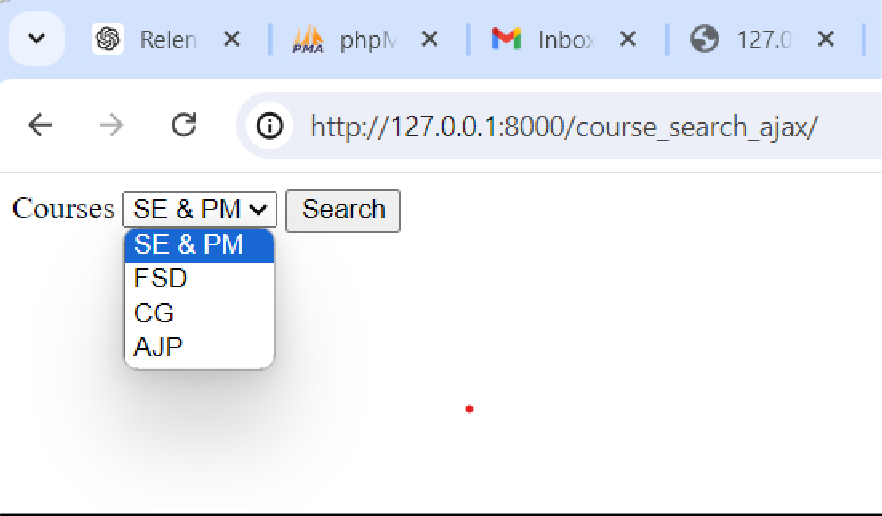 Relen
PMA phpM
Inbox
127.0
http://127.0.0.1:8000/course_search_ajax/
Courses SE & PM Search
SE & PM
FSD
CG
AJP